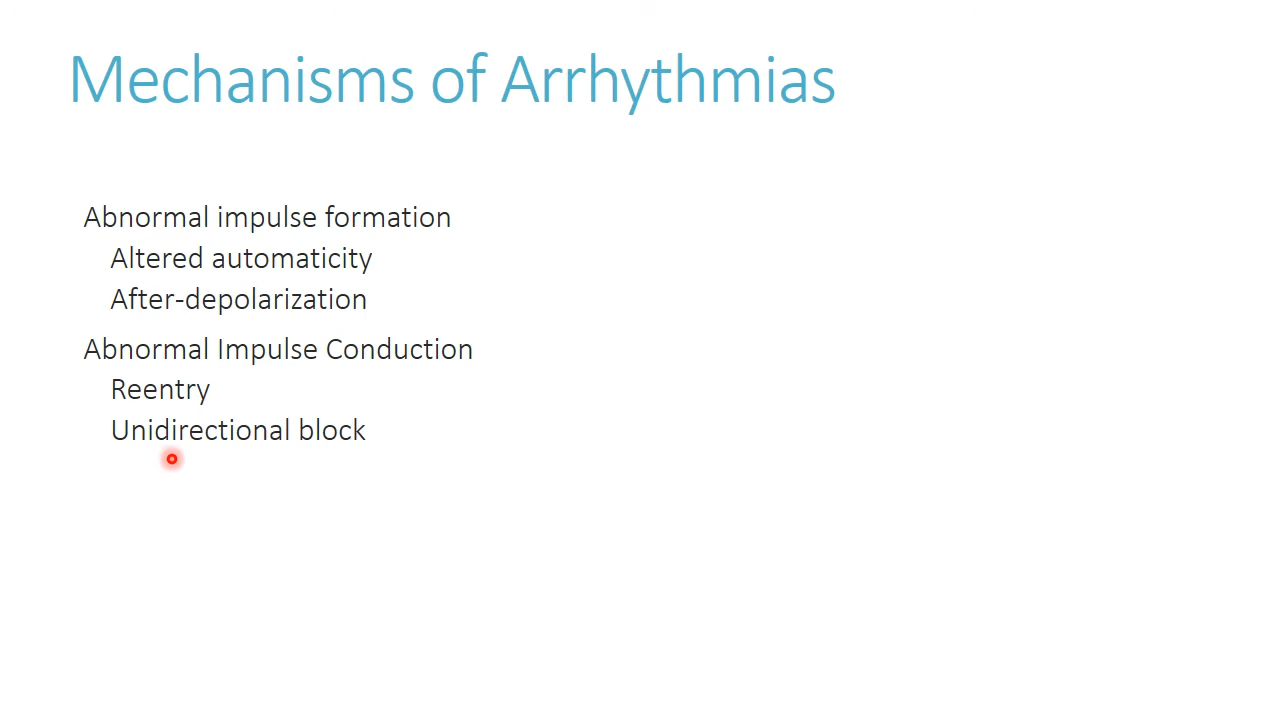 Mechanisms of Arrhythmias
Abnormal impulse formation
Altered automaticity
After-depolarization
Abnormal Impulse Conduction
Reentry
Unidirectional block